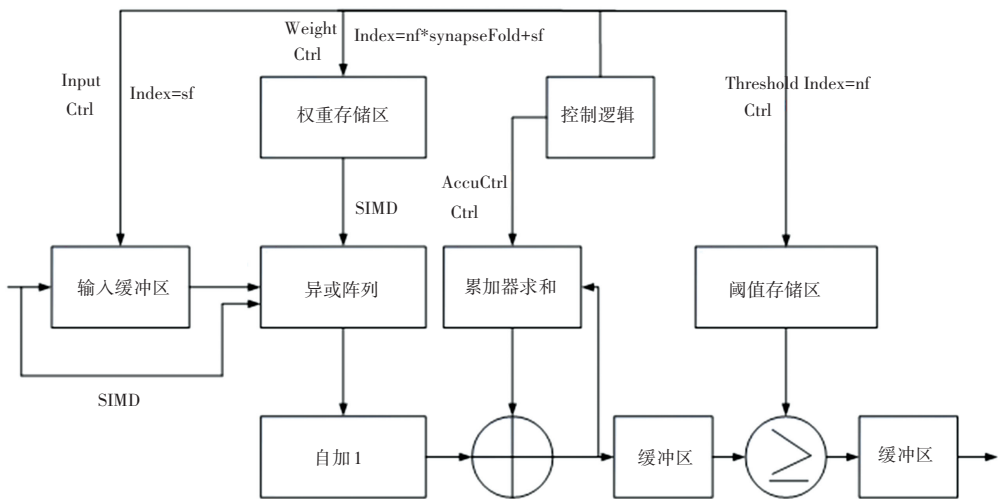 Weight
Ctrl
Index=nf*synapseFold+sf
Input
Ctrl
Index=sf
Threshold Index=nf
Ctrl
权重存储区
控制逻辑
AccuCtrl
Ctrl
SIMD
输入缓冲区
异或阵列
累加器求和
阈值存储区
SIMD
自加1
缓冲区
≥
缓冲区